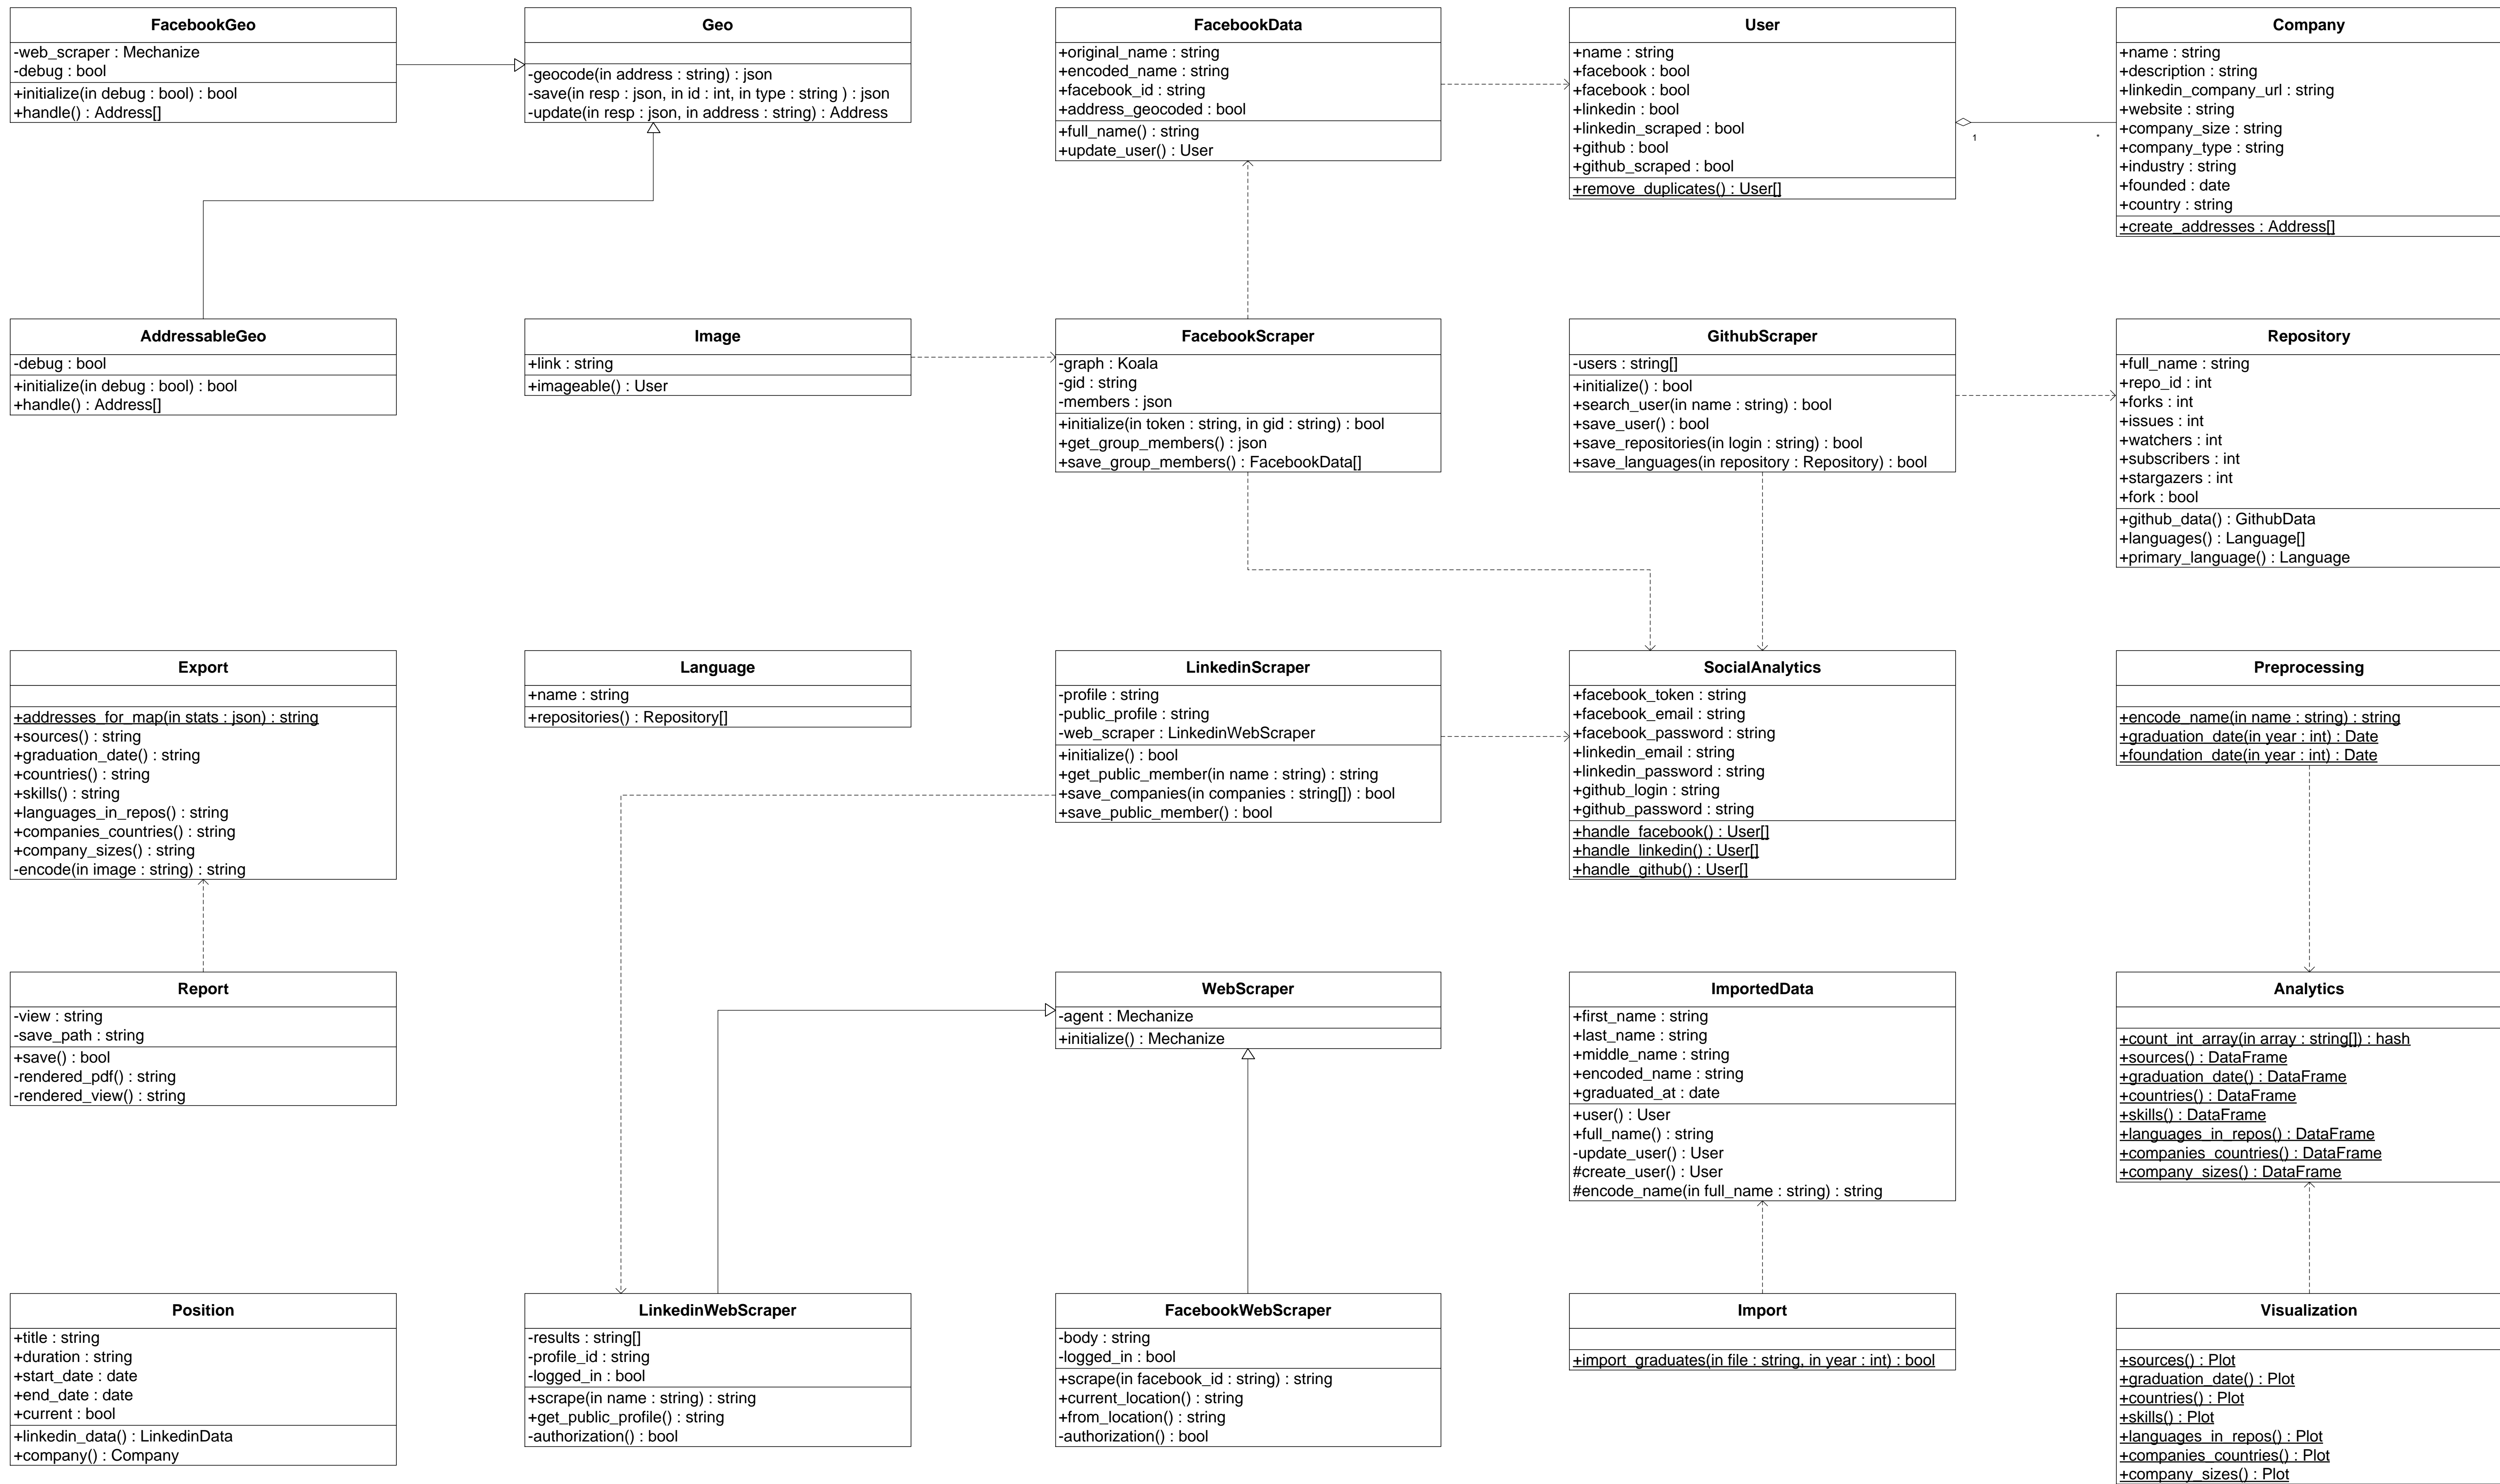 FacebookGeo
-web_scraper : Mechanize
-debug : bool
+initialize(in debug : bool) : bool
+handle() : Address[]
Geo
-geocode(in address : string) : json
-save(in resp : json, in id : int, in type : string ) : json
-update(in resp : json, in address : string) : Address
FacebookData
+original_name : string
+encoded_name : string
+facebook_id : string
+address_geocoded : bool
+full_name() : string
+update_user() : User
User
+name : string
+facebook : bool
+facebook : bool
+linkedin : bool
+linkedin_scraped : bool
+github : bool
+github_scraped : bool
+remove_duplicates() : User[]
1
*
Company
+name : string
+description : string
+linkedin_company_url : string
+website : string
+company_size : string
+company_type : string
+industry : string
+founded : date
+country : string
+create_addresses : Address[]
AddressableGeo
-debug : bool
+initialize(in debug : bool) : bool
+handle() : Address[]
Image
+link : string
+imageable() : User
FacebookScraper
-graph : Koala
-gid : string
-members : json
+initialize(in token : string, in gid : string) : bool
+get_group_members() : json
+save_group_members() : FacebookData[]
GithubScraper
-users : string[]
+initialize() : bool
+search_user(in name : string) : bool
+save_user() : bool
+save_repositories(in login : string) : bool
+save_languages(in repository : Repository) : bool
Repository
+full_name : string
+repo_id : int
+forks : int
+issues : int
+watchers : int
+subscribers : int
+stargazers : int
+fork : bool
+github_data() : GithubData
+languages() : Language[]
+primary_language() : Language
Export
+addresses_for_map(in stats : json) : string
+sources() : string
+graduation_date() : string
+countries() : string
+skills() : string
+languages_in_repos() : string
+companies_countries() : string
+company_sizes() : string
-encode(in image : string) : string
Language
+name : string
+repositories() : Repository[]
LinkedinScraper
-profile : string
-public_profile : string
-web_scraper : LinkedinWebScraper
+initialize() : bool
+get_public_member(in name : string) : string
+save_companies(in companies : string[]) : bool
+save_public_member() : bool
SocialAnalytics
+facebook_token : string
+facebook_email : string
+facebook_password : string
+linkedin_email : string
+linkedin_password : string
+github_login : string
+github_password : string
+handle_facebook() : User[]
+handle_linkedin() : User[]
+handle_github() : User[]
Preprocessing
+encode_name(in name : string) : string
+graduation_date(in year : int) : Date
+foundation_date(in year : int) : Date
Report
-view : string
-save_path : string
+save() : bool
-rendered_pdf() : string
-rendered_view() : string
WebScraper
-agent : Mechanize
+initialize() : Mechanize
ImportedData
+first_name : string
+last_name : string
+middle_name : string
+encoded_name : string
+graduated_at : date
+user() : User
+full_name() : string
-update_user() : User
#create_user() : User
#encode_name(in full_name : string) : string
Analytics
+count_int_array(in array : string[]) : hash
+sources() : DataFrame
+graduation_date() : DataFrame
+countries() : DataFrame
+skills() : DataFrame
+languages_in_repos() : DataFrame
+companies_countries() : DataFrame
+company_sizes() : DataFrame
Position
+title : string
+duration : string
+start_date : date
+end_date : date
+current : bool
+linkedin_data() : LinkedinData
+company() : Company
LinkedinWebScraper
-results : string[]
-profile_id : string
-logged_in : bool
+scrape(in name : string) : string
+get_public_profile() : string
-authorization() : bool
FacebookWebScraper
-body : string
-logged_in : bool
+scrape(in facebook_id : string) : string
+current_location() : string
+from_location() : string
-authorization() : bool
Import
+import_graduates(in file : string, in year : int) : bool
Visualization
+sources() : Plot
+graduation_date() : Plot
+countries() : Plot
+skills() : Plot
+languages_in_repos() : Plot
+companies_countries() : Plot
+company_sizes() : Plot